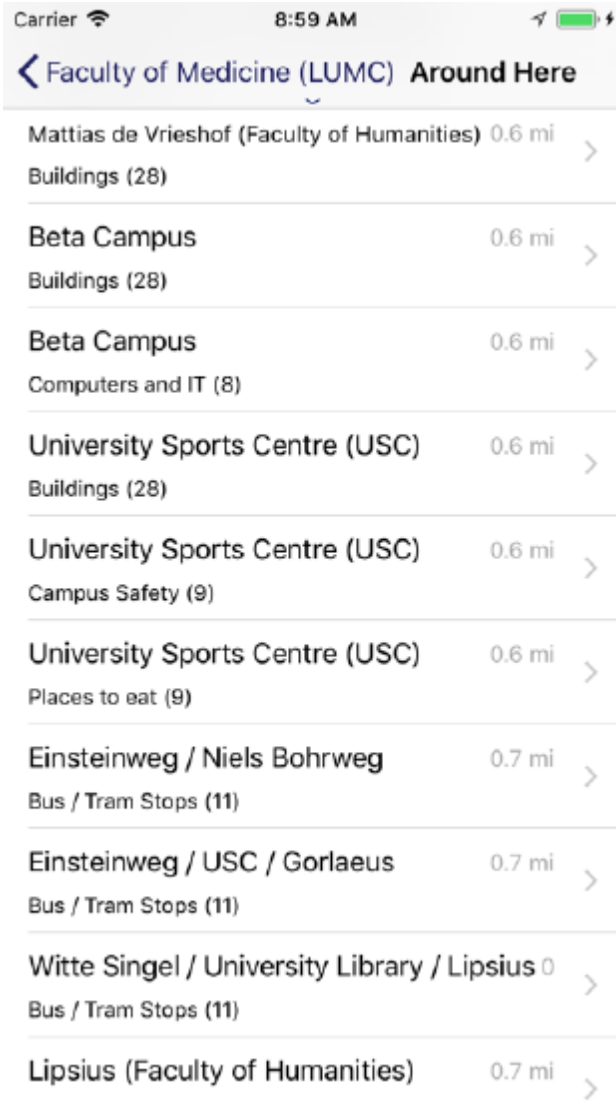 Carrier 8:59 AM
Faculty of Medicine (LUMC) Around Here
Mattias de Vrieshof (Faculty of Humanities) 0.6 mi
Buildings (28)
Beta Campus 0.6 mi
Buildings (28)
Beta Campus 0.6 mi
Computers and IT (8)
University Sports Centre (USC) 0.6 mi
Buildings (28)
University Sports Centre (USC) 0.6 mi
Campus Safety (9)
University Sports Centre (USC) 0.6 mi
Places to eat (9)
Einsteinweg / Niels Bohrweg 0.7 mi
Bus / Tram Stops (11)
Einsteinweg / USC / Gorlaeus 0.7 mi
Bus / Tram Stops (11)
Witte Singel / University Library / Lipsius 0
Bus / Tram Stops (11)
Lipsius (Faculty of Humanities) 0.7 mi